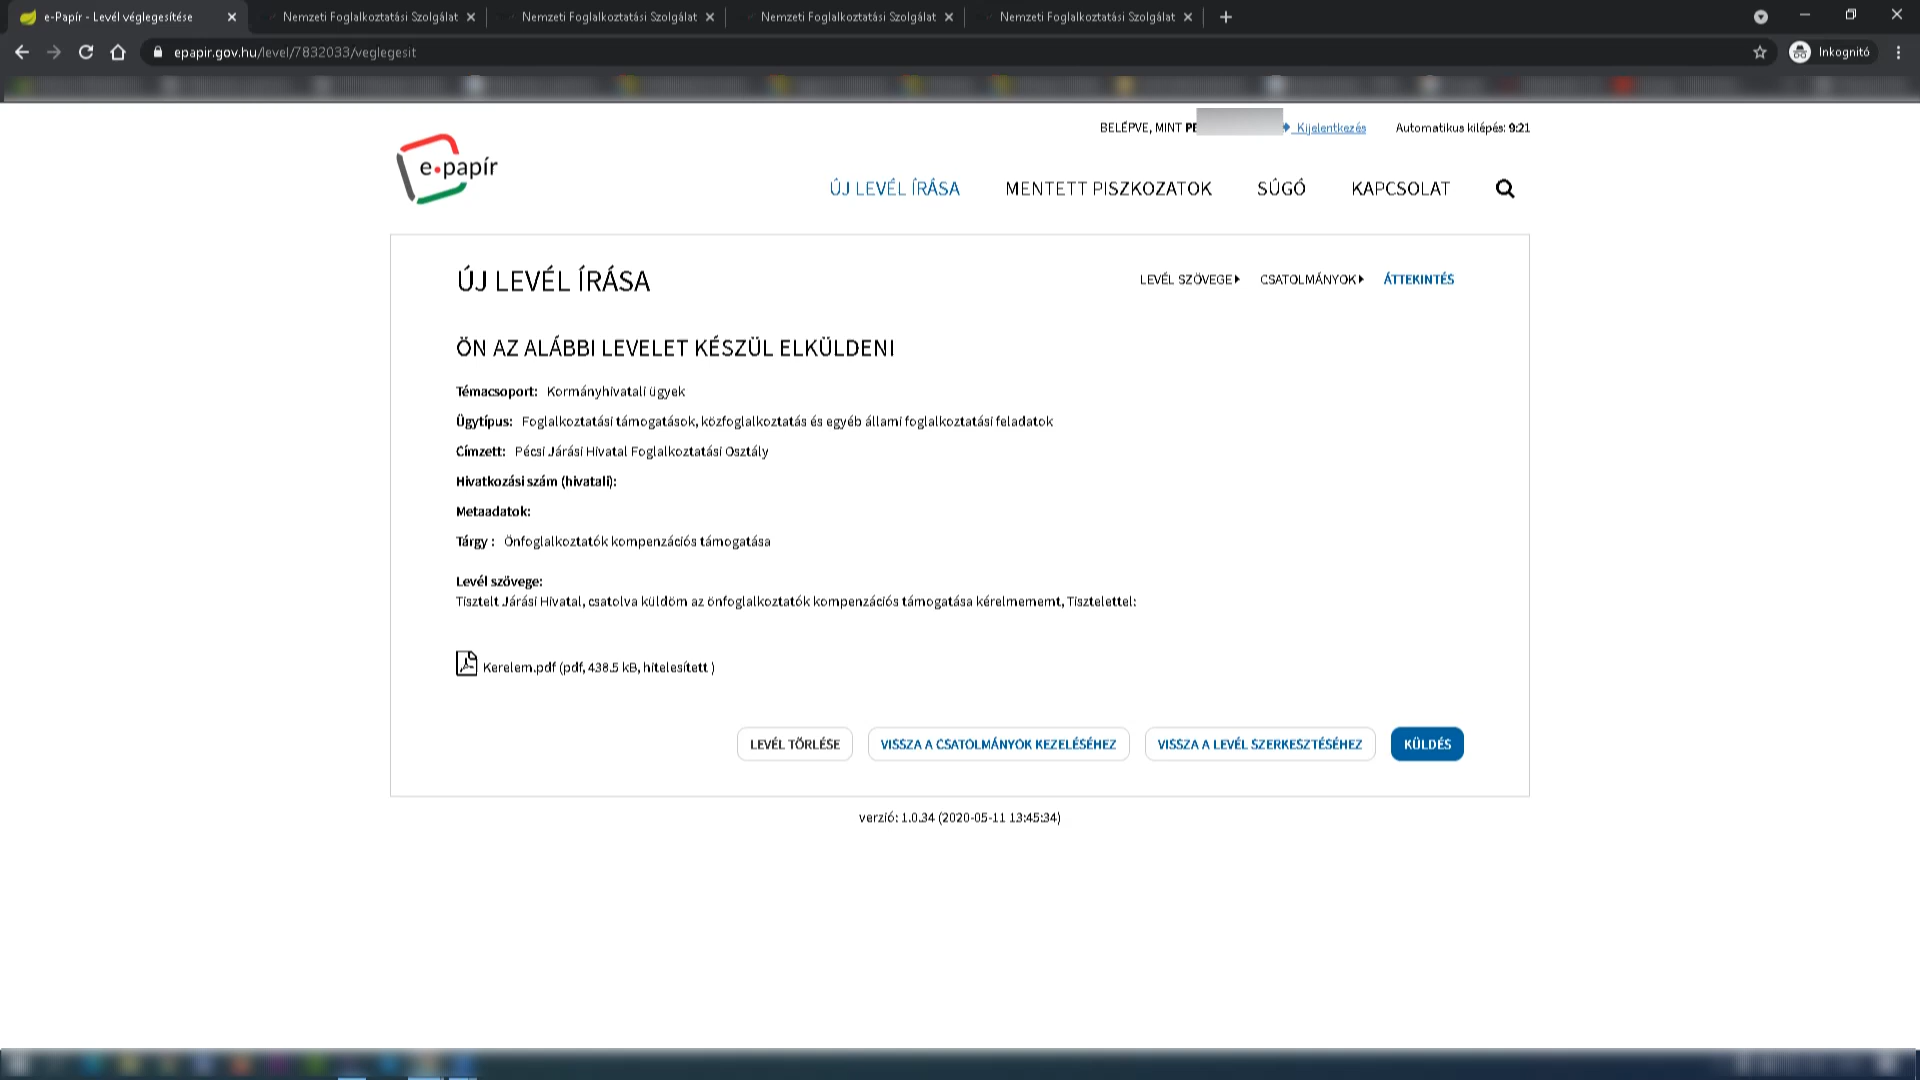 e-Papír - Levél véglegesítése
Nemzeti Foglalkoztatási Szolgálat
Nemzeti Foglalkoztatási Szolgálat
Nemzeti Foglalkoztatási Szolgálat
Nemzeti Foglalkoztatási Szolgálat
epapir.gov.hu/level/7832033/veglegesit
Inkognitó
BELÉPVE, MINT PE Kijelentkezés Automatikus kilépés: 9:21
e•papír
ÚJ LEVÉL ÍRÁSA MENTETT PISZKOZATOK SÚGÓ KAPCSOLAT
ÚJ LEVÉL ÍRÁSA
LEVÉL SZÖVEGE CSATOLMÁNYOK ÁTTEKINTÉS
ÖN AZ ALÁBBI LEVELET KÉSZÜL ELKÜLDENI
Témacsoport: Kormányhivatali ügyek
Ügytípus: Foglalkoztatási támogatások, közfoglalkoztatás és egyéb állami foglalkoztatási feladatok
Címzett: Pécsi Járási Hivatal Foglalkoztatási Osztály
Hivatkozási szám (hivatali):
Metaadatok:
Tárgy : Önfoglalkoztatók kompenzációs támogatása
Levél szövege:
Tisztelt Járási Hivatal, csatolva küldöm az önfoglalkoztatók kompenzációs támogatása kérelmememt, Tisztelettel:
Kerelem.pdf (pdf, 438.5 kB, hitelesített )
LEVÉL TÖRLÉSE VISSZA A CSATOLMÁNYOK KEZELÉSÉHEZ VISSZA A LEVÉL SZERKESZTÉSÉHEZ KÜLDÉS
verzió: 1.0.34 (2020-05-11 13:45:34)